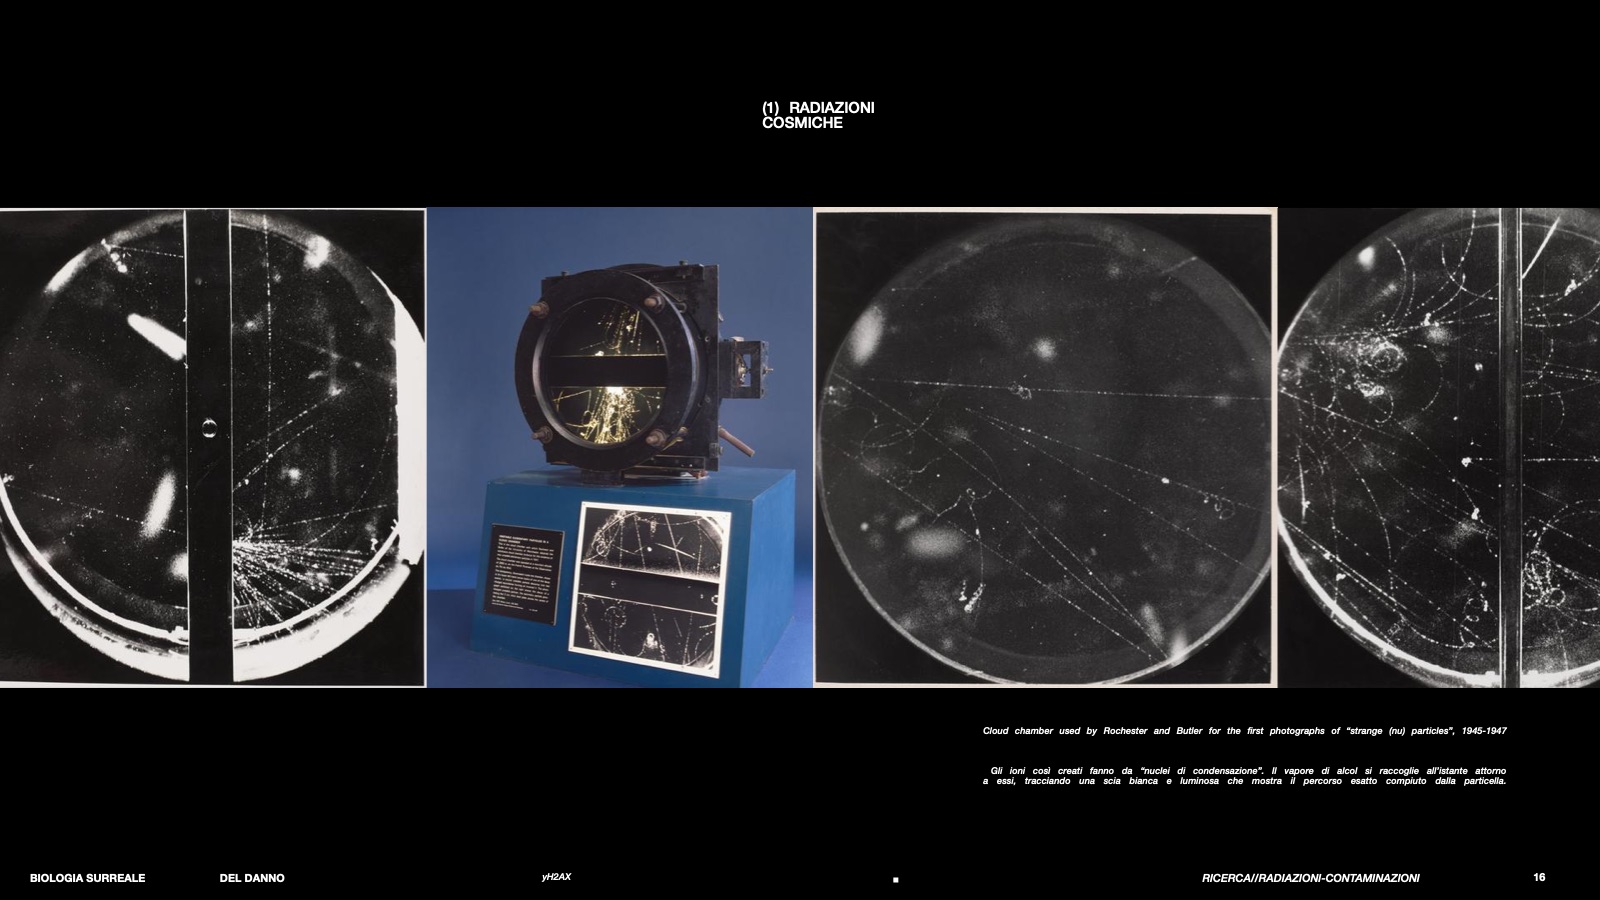 (1) RADIAZIONI
COSMICHE
Cloud chamber used by Rochester and Butler for the first photographs of “strange (nu) particles”, 1945-1947
Gli ioni così creati fanno da “nuclei di condensazione”. Il vapore di alcol si raccoglie all’istante attorno
a essi, tracciando una scia bianca e luminosa che mostra il percorso esatto compiuto dalla particella.
BIOLOGIA SURREALE DEL DANNO yH2AX RICERCA//RADIAZIONI-CONTAMINAZIONI 16